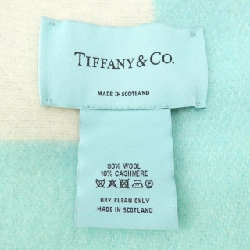 TIFFANY & CO.
MADE IN SCOTLAND
90% WOOL
10% CASHMERE
DRY CLEAN ONLY
MADE IN SCOTLAND